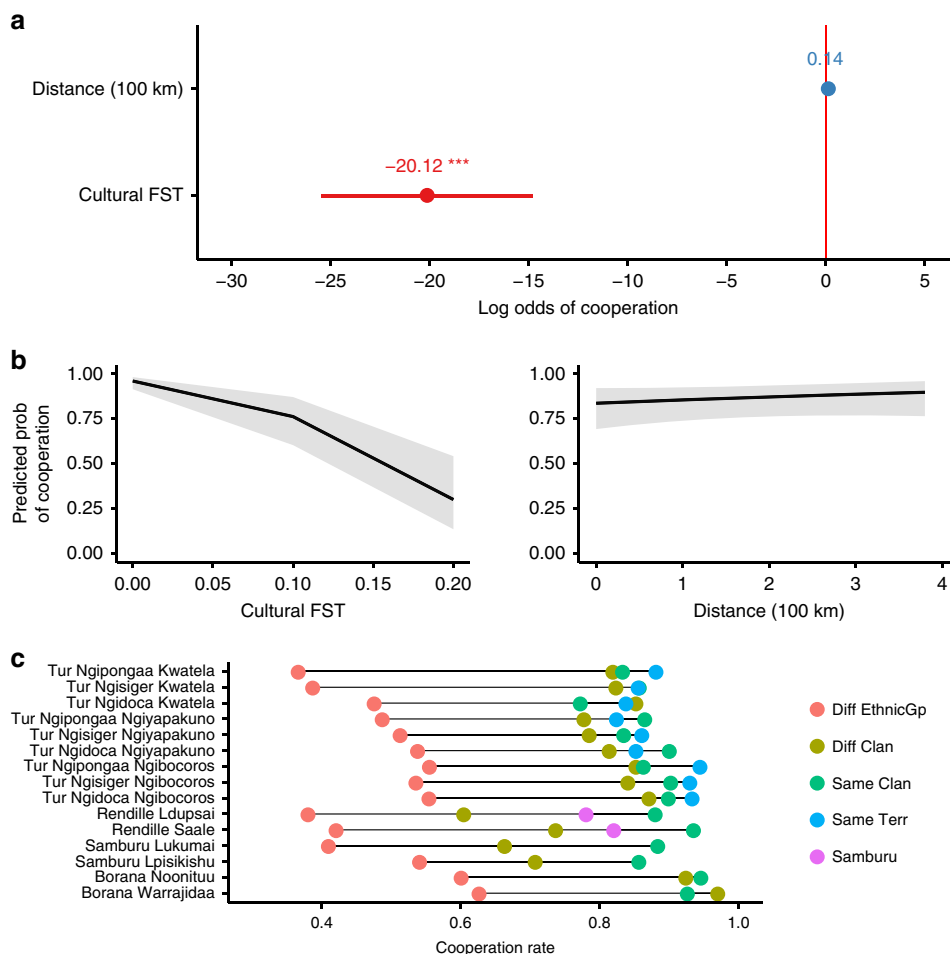 a
0.14
Distance (100 km)
−20.12 ***
Cultural FST
−30 −25 −20 −15 −10 −5 0 5
Log odds of cooperation
b
Predicted prob
of cooperation
1.00
0.75
0.50
0.25
0.00
0.00 0.05 0.10 0.15 0.20
Cultural FST
1.00
0.75
0.50
0.25
0.00
0 1 2 3 4
Distance (100 km)
c
Tur Ngipongaa Kwatela
Tur Ngisiger Kwatela
Tur Ngidoca Kwatela
Tur Ngipongaa Ngiyapakuno
Tur Ngisiger Ngiyapakuno
Tur Ngidoca Ngiyapakuno
Tur Ngipongaa Ngibocoros
Tur Ngisiger Ngibocoros
Tur Ngidoca Ngibocoros
Rendille Ldupsai
Rendille Saale
Samburu Lukumai
Samburu Lpisikishu
Borana Noonituu
Borana Warrajidaa
0.4 0.6 0.8 1.0
Cooperation rate
Diff EthnicGp
Diff Clan
Same Clan
Same Terr
Samburu